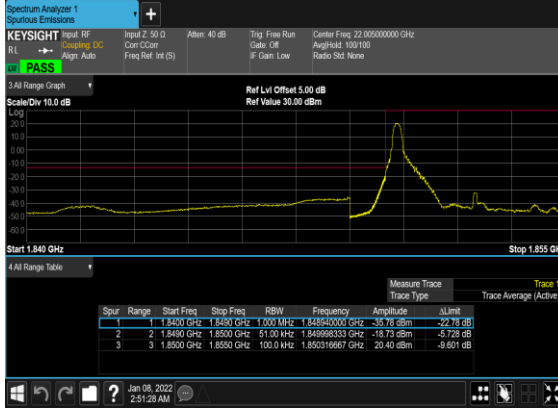 Spectrum Analyzer 1
Spurious Emissions
+
KEYSIGHT Input: RF Input Z: 50 Ω Atten: 40 dB Trig: Free Run Center Freq: 22.005000000 GHz
RL Coupling: DC Corr CCorr Gate: Off Avg|Hold: 100/100
Align: Auto Freq Ref: Int (S) IF Gain: Low Radio Std: None
PASS
3 All Range Graph
Ref Lvl Offset 5.00 dB
Scale/Div 10.0 dB Ref Value 30.00 dBm
Log
20.0
10.0
0.00
-10.0
-20.0
-30.0
-40.0
-50.0
-60.0
Start 1.840 GHz Stop 1.855 GH
4 All Range Table
Measure Trace Trace 1
Trace Type Trace Average (Active
Spur Range Start Freq Stop Freq RBW Frequency Amplitude ΔLimit
1 1 1.8400 GHz 1.8490 GHz 1.000 MHz 1.848940000 GHz -35.78 dBm -22.78 dB
2 2 1.8490 GHz 1.8500 GHz 51.00 kHz 1.849998333 GHz -18.73 dBm -5.728 dB
3 3 1.8500 GHz 1.8550 GHz 100.0 kHz 1.850316667 GHz 20.40 dBm -9.601 dB
? Jan 08, 2022
2:51:28 AM